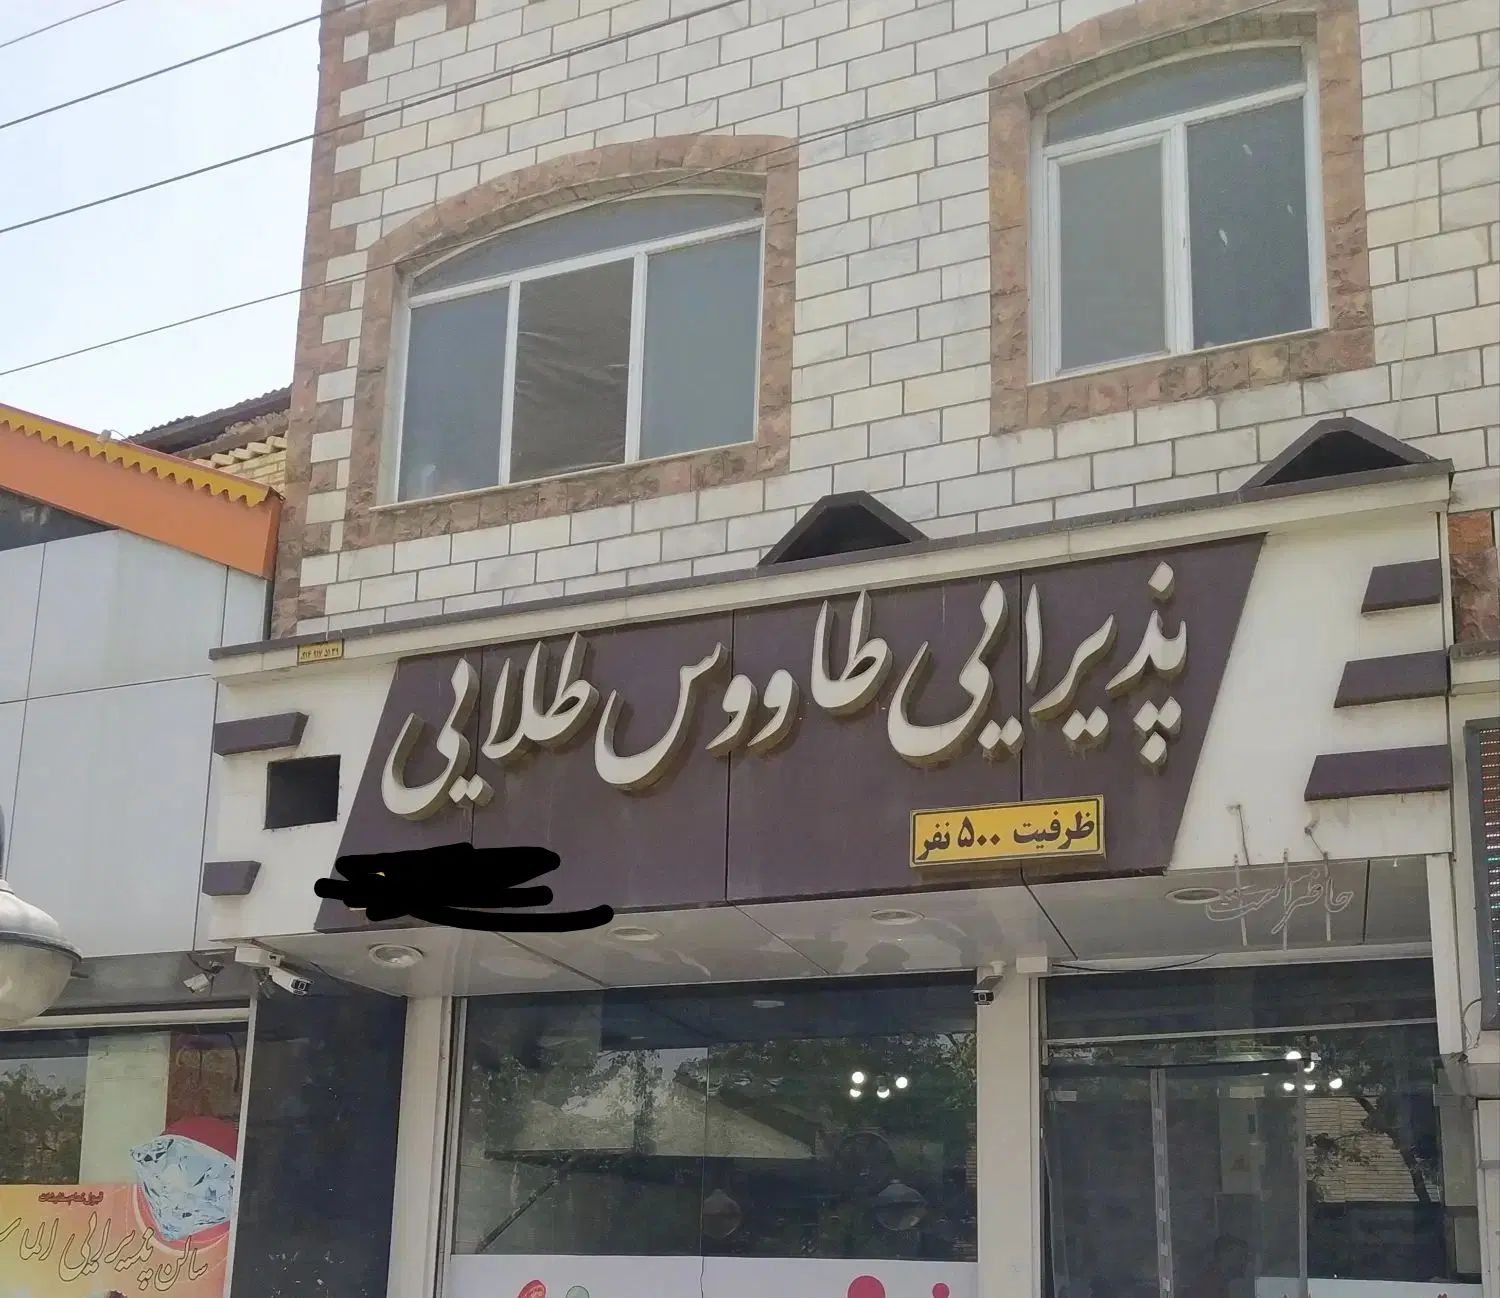 پذیرایی طاووس طلایی
ظرفیت ۵۰۰ نفر
سالن پذیرایی الماس